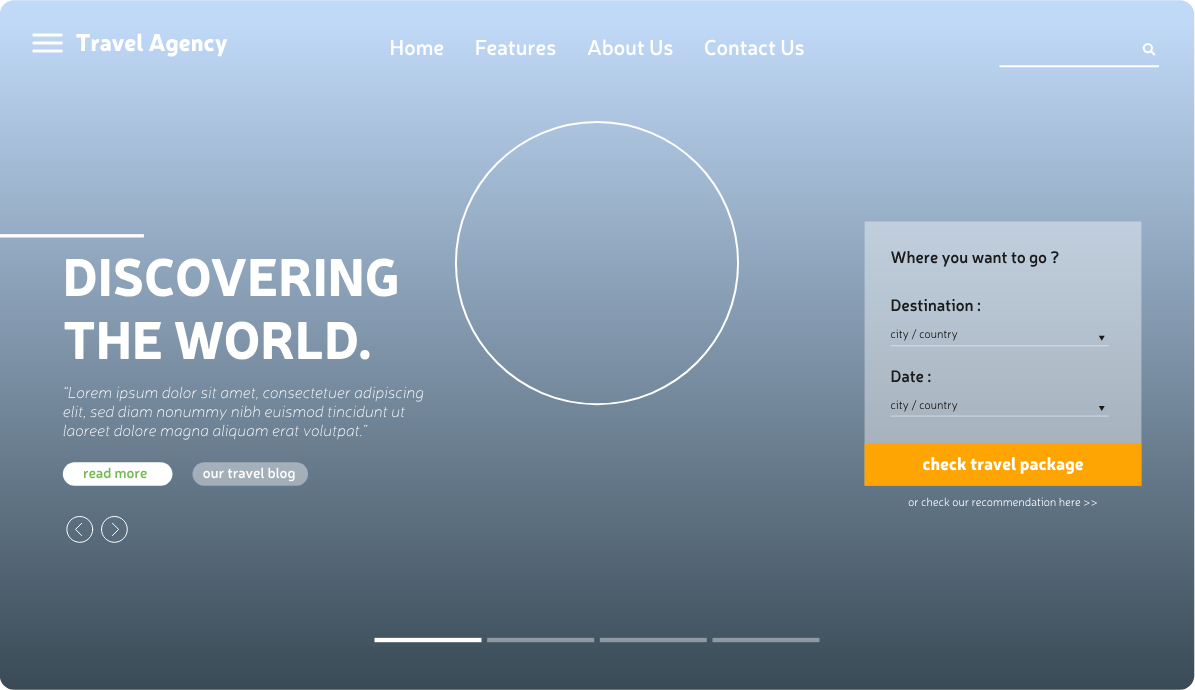 Travel Agency
Home Features About Us Contact Us
DISCOVERING
THE WORLD.
"Lorem ipsum dolor sit amet, consectetuer adipiscing
elit, sed diam nonummy nibh euismod tincidunt ut
laoreet dolore magna aliquam erat volutpat."
read more
our travel blog
Where you want to go ?
Destination :
city / country
Date :
city / country
check travel package
or check our recommendation here >>